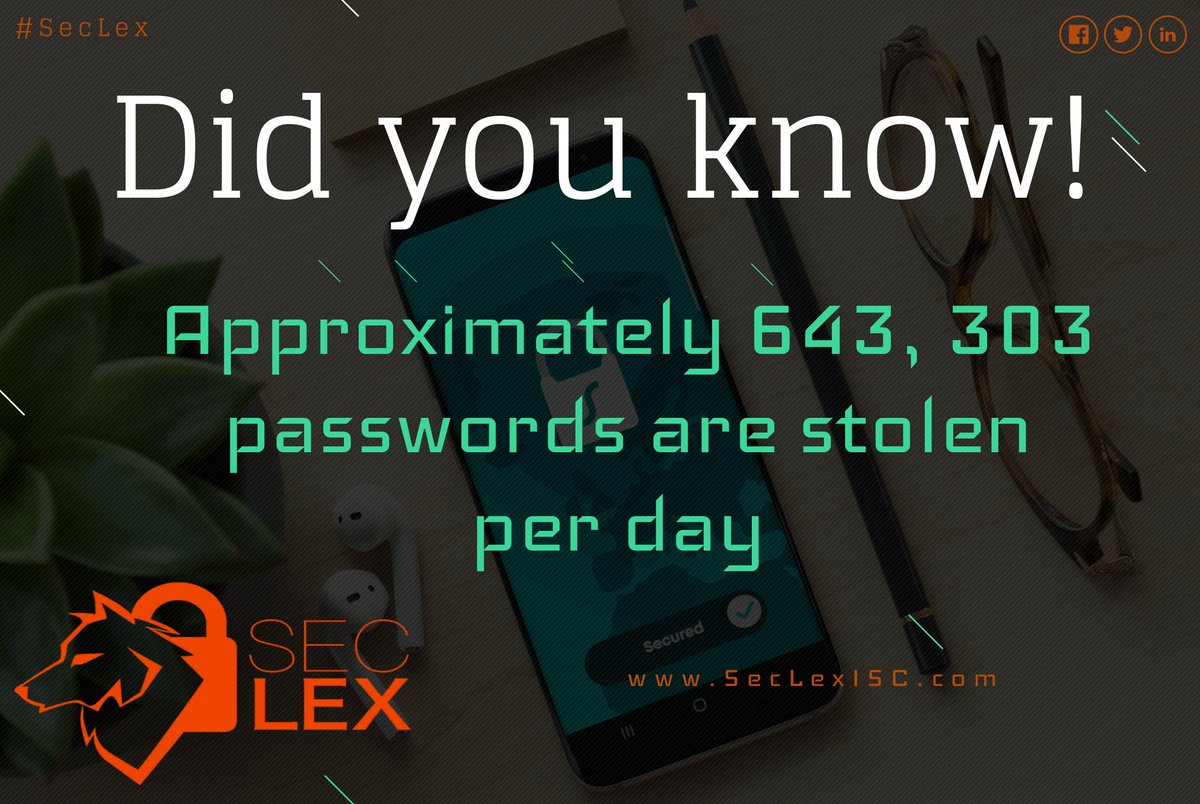 #SecLex
Did you know!
Approximately 643, 303
passwords are stolen
per day
Secured
SEC
LEX
www.SecLexISC.com